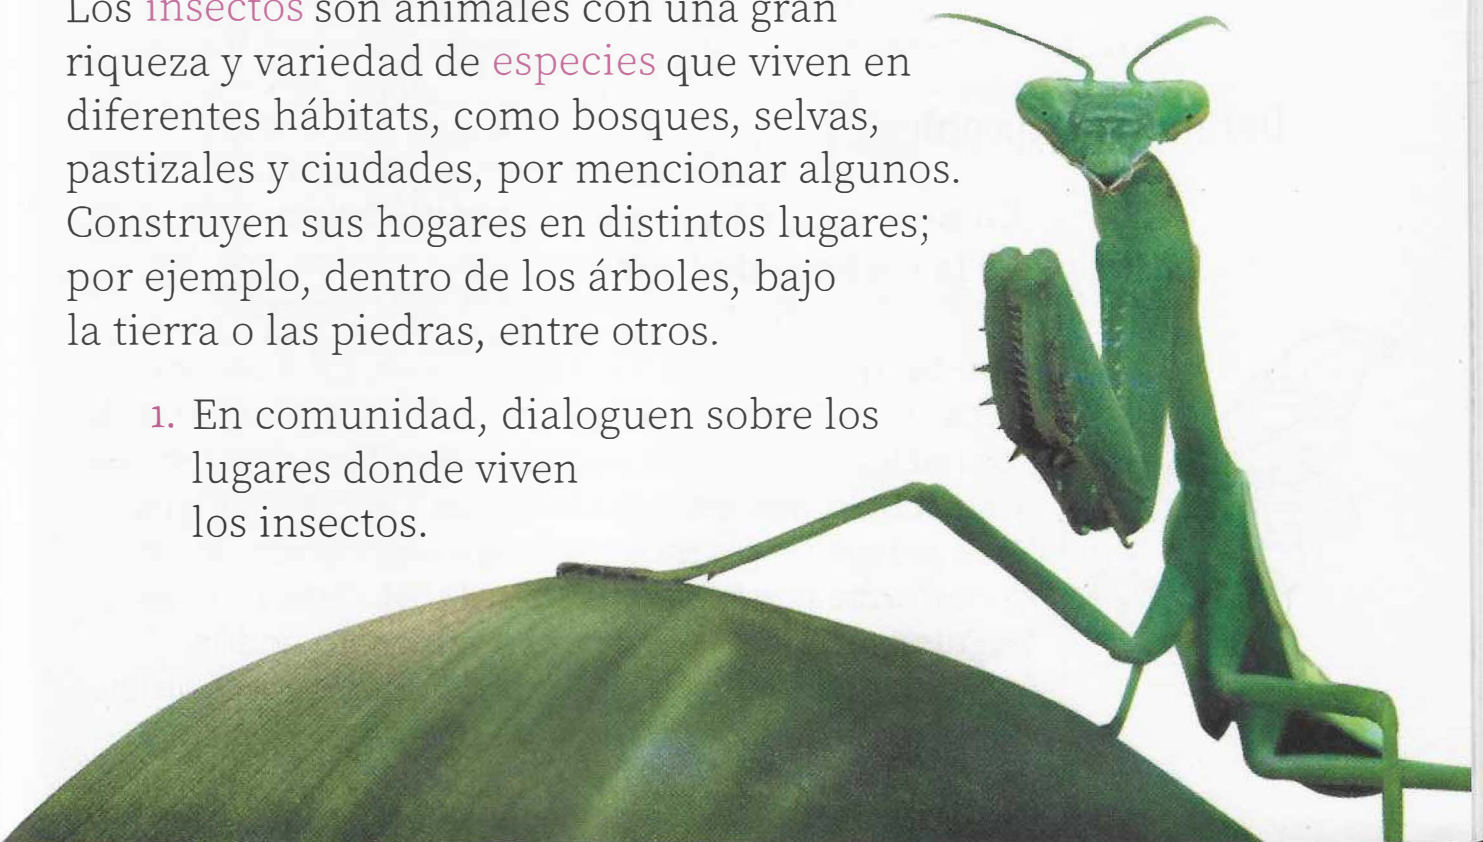 Los insectos son animales con una gran
riqueza y variedad de especies que viven en
diferentes hábitats, como bosques, selvas,
pastizales y ciudades, por mencionar algunos.
Construyen sus hogares en distintos lugares;
por ejemplo, dentro de los árboles, bajo
la tierra o las piedras, entre otros.
1. En comunidad, dialoguen sobre los
lugares donde viven
los insectos.